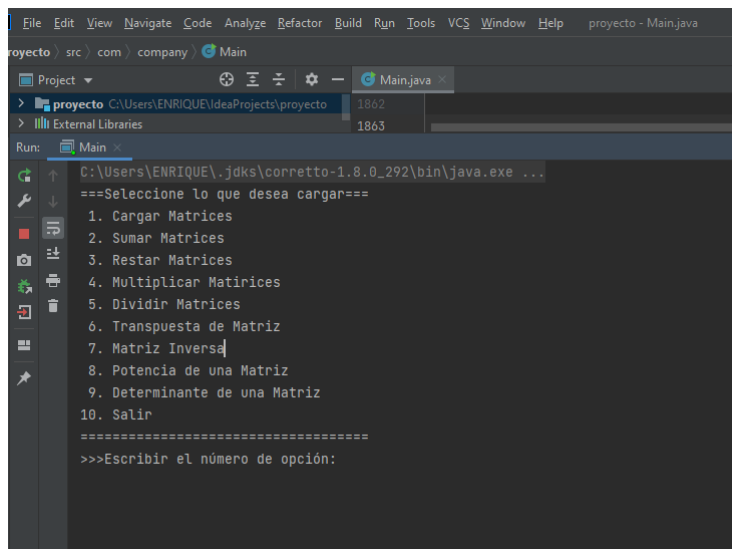 File Edit View Navigate Code Analyze Refactor Build Run Tools VCS Window Help proyecto - Main.java
royecto src com company Main
Project
Main.java
proyecto C:\Users\ENRIQUE\IdeaProjects\proyecto
1862
External Libraries
1863
Run: Main
C:\Users\ENRIQUE\.jdks\corretto-1.8.0_292\bin\java.exe ...
===Seleccione lo que desea cargar===
1. Cargar Matrices
2. Sumar Matrices
3. Restar Matrices
4. Multiplicar Matirices
5. Dividir Matrices
6. Transpuesta de Matriz
7. Matriz Inversa
8. Potencia de una Matriz
9. Determinante de una Matriz
10. Salir
====================================
>>>Escribir el número de opción: